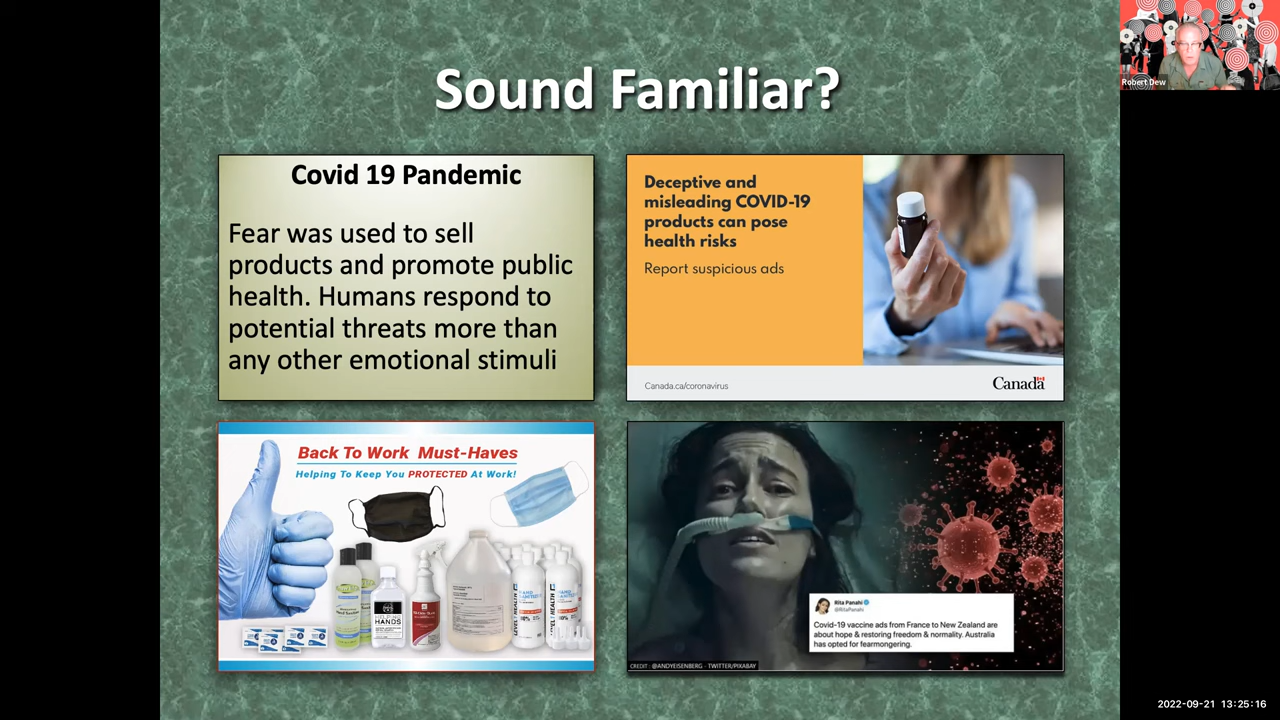 Sound Familiar?
Robert Dew
Covid 19 Pandemic
Fear was used to sell
products and promote public
health. Humans respond to
potential threats more than
any other emotional stimuli
Deceptive and
misleading COVID-19
products can pose
health risks
Report suspicious ads
Canada.ca/coronavirus
Canada
Back To Work Must-Haves
Helping To Keep You PROTECTED At Work!
HELPING
HANDS
Rita Panahi
@RitaPanahi
Covid-19 vaccine ads from France to New Zealand are
about hope & restoring freedom & normality. Australia
has opted for fearmongering.
CREDIT : @ANDYEISENBERG - TWITTER/PIXABAY
2022-09-21 13:25:16